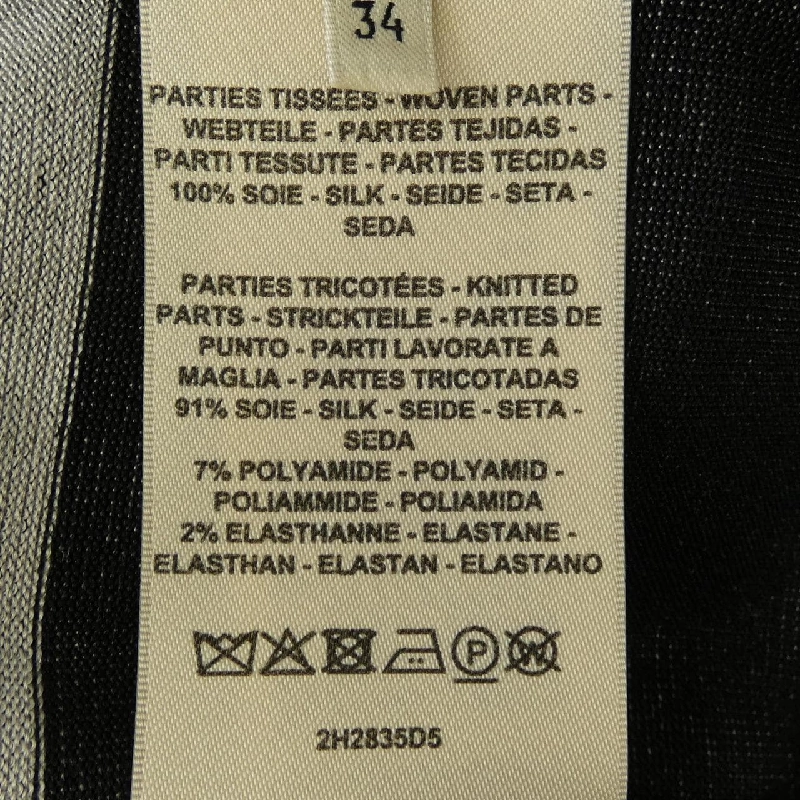 34
PARTIES TISSÉES - WOVEN PARTS -
WEBTEILE - PARTES TEJIDAS -
PARTI TESSUTE - PARTES TECIDAS
100% SOIE - SILK - SEIDE - SETA -
SEDA
PARTIES TRICOTÉES - KNITTED
PARTS - STRICKTEILE - PARTES DE
PUNTO - PARTI LAVORATE A
MAGLIA - PARTES TRICOTADAS
91% SOIE - SILK - SEIDE - SETA -
SEDA
7% POLYAMIDE - POLYAMID -
POLIAMMIDE - POLIAMIDA
2% ELASTHANNE - ELASTANE -
ELASTHAN - ELASTAN - ELASTANO
P W
2H2835D5